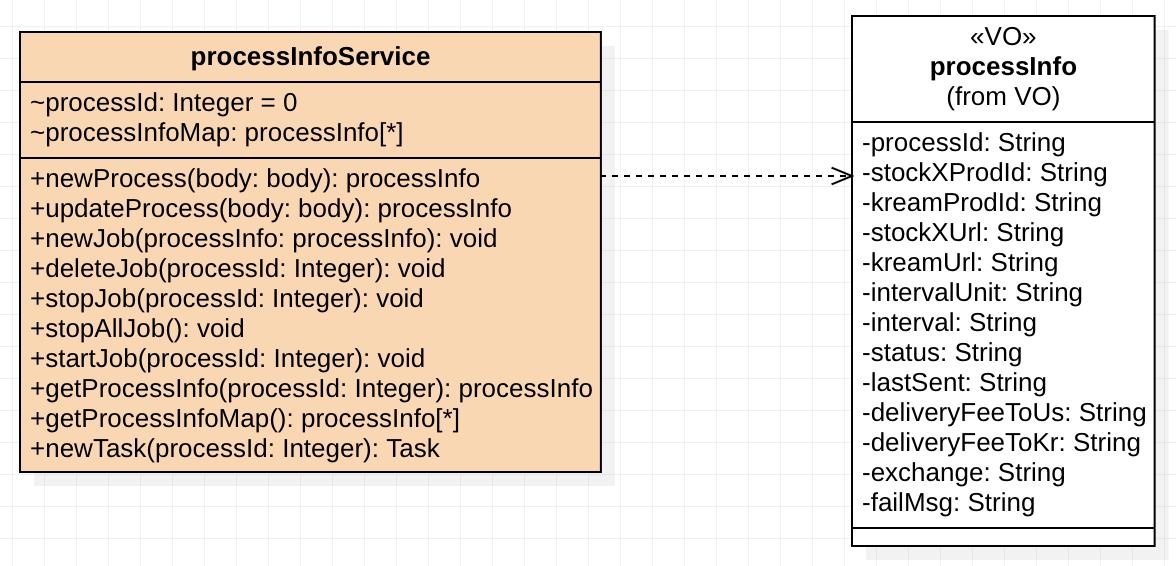 processInfoService
~processId: Integer = 0
~processInfoMap: processInfo[*]
+newProcess(body: body): processInfo
+updateProcess(body: body): processInfo
+newJob(processInfo: processInfo): void
+deleteJob(processId: Integer): void
+stopJob(processId: Integer): void
+stopAllJob(): void
+startJob(processId: Integer): void
+getProcessInfo(processId: Integer): processInfo
+getProcessInfoMap(): processInfo[*]
+newTask(processId: Integer): Task
«VO»
processInfo
(from VO)
-processId: String
-stockXProdId: String
-kreamProdId: String
-stockXUrl: String
-kreamUrl: String
-intervalUnit: String
-interval: String
-status: String
-lastSent: String
-deliveryFeeToUs: String
-deliveryFeeToKr: String
-exchange: String
-failMsg: String